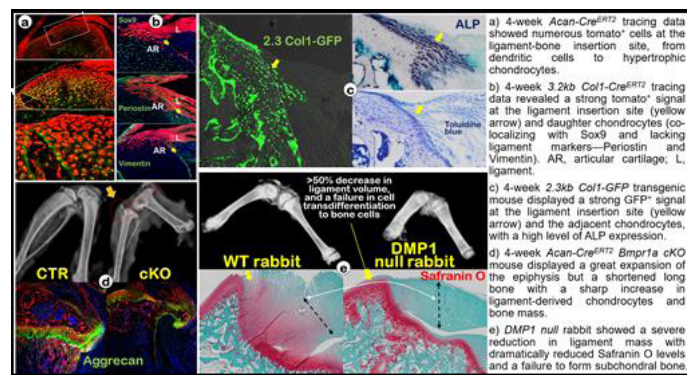 a
b
Sox9
L
AR
Periostin
AR
L
Vimentin
L
AR
2.3 Col1-GFP
ALP
c
Toluidine
blue
CTR
cKO
d
Aggrecan
>50% decrease in
ligament volume,
and a failure in cell
transdifferentiation
to bone cells
WT rabbit
DMP1
null rabbit
e
Safranin O
a) 4-week Acan-CreERT2 tracing data
showed numerous tomato+ cells at the
ligament-bone insertion site, from
dendritic cells to hypertrophic
chondrocytes.
b) 4-week 3.2kb Col1-CreERT2 tracing
data revealed a strong tomato+ signal
at the ligament insertion site (yellow
arrow) and daughter chondrocytes (co-
localizing with Sox9 and lacking
ligament markers—Periostin and
Vimentin). AR, articular cartilage; L,
ligament.
c) 4-week 2.3kb Col1-GFP transgenic
mouse displayed a strong GFP+ signal
at the ligament insertion site (yellow
arrow) and the adjacent chondrocytes,
with a high level of ALP expression.
d) 4-week Acan-CreERT2 Bmpr1a cKO
mouse displayed a great expansion of
the epiphysis but a shortened long
bone with a sharp increase in
ligament-derived chondrocytes and
bone mass.
e) DMP1 null rabbit showed a severe
reduction in ligament mass with
dramatically reduced Safranin O levels
and a failure to form subchondral bone.